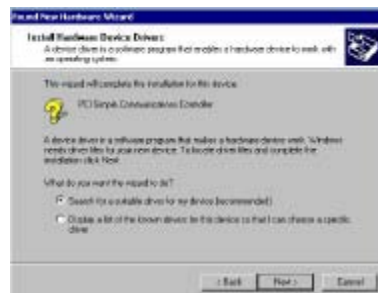 Found New Hardware Wizard
Install Hardware Device Drivers
A device driver is a software program that enables a hardware device to work with
an operating system.
This wizard will complete the installation for this device:
PCI Simple Communications Controller
A device driver is a software program that makes a hardware device work. Windows
needs driver files for your new device. To locate driver files and complete the
installation click Next.
What do you want the wizard to do?
Search for a suitable driver for my device (recommended)
Display a list of the known drivers for this device so that I can choose a specific
driver
< Back
Next >
Cancel